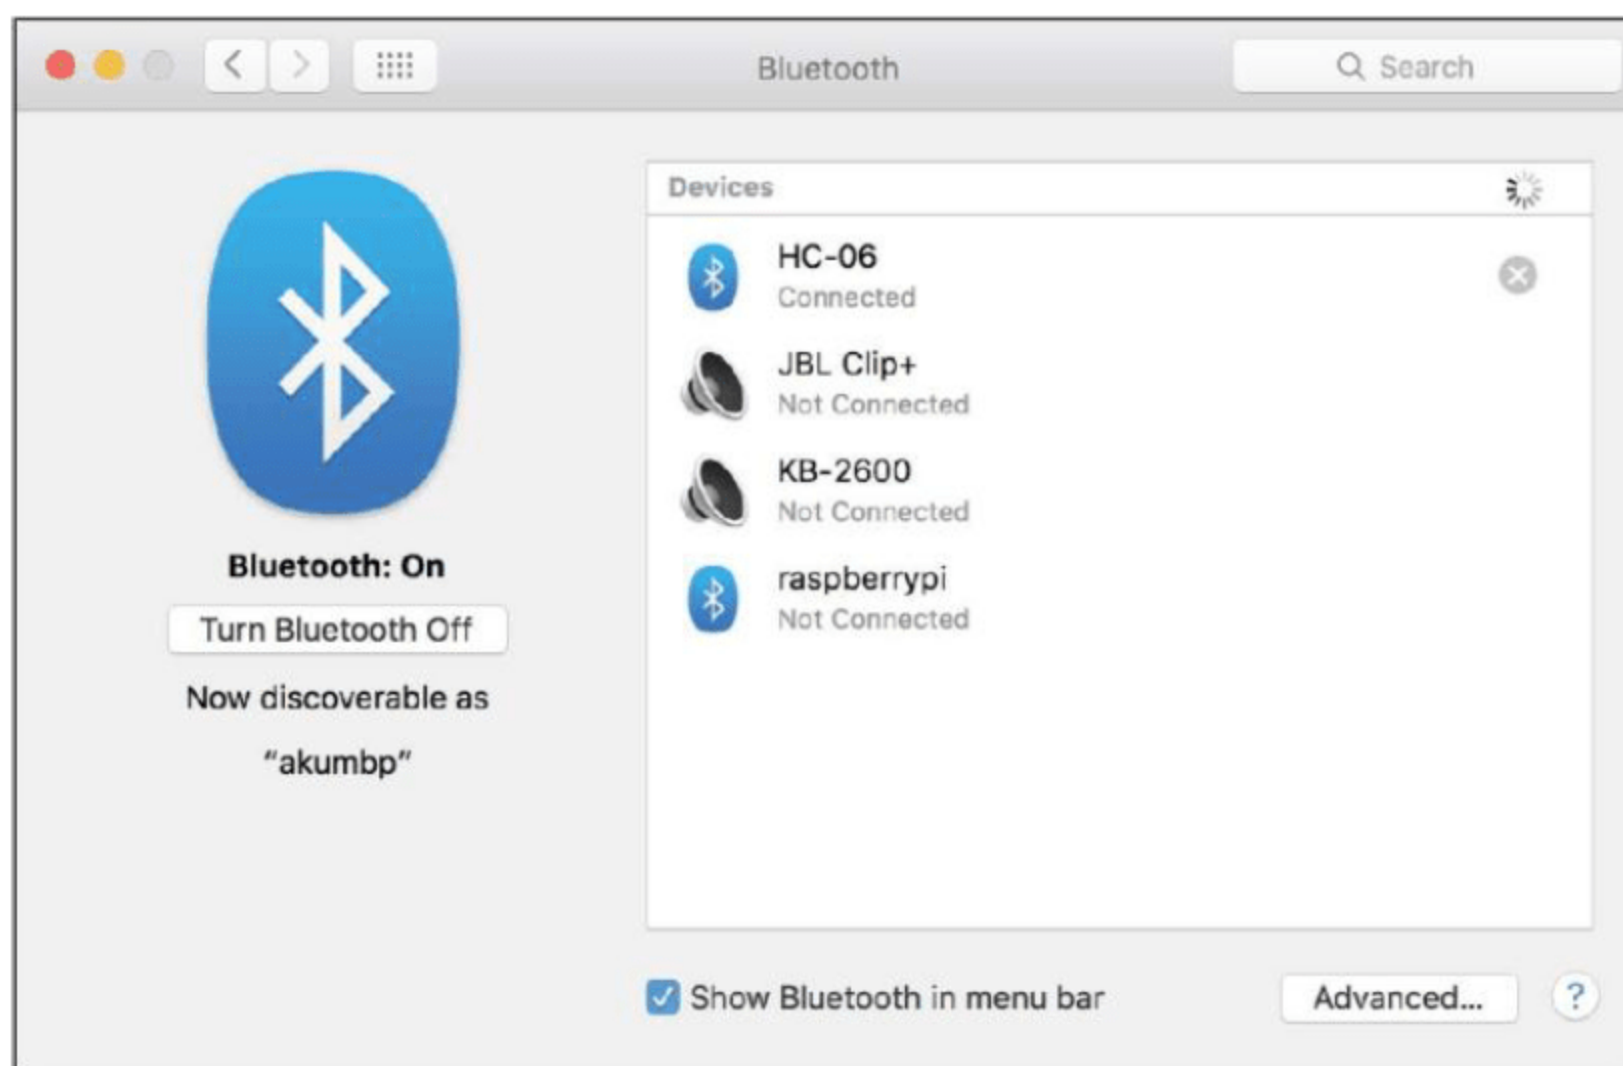 Bluetooth
Search
Bluetooth: On
Turn Bluetooth Off
Now discoverable as
“akumbp”
Devices
HC-06
Connected
JBL Clip+
Not Connected
KB-2600
Not Connected
raspberrypi
Not Connected
Show Bluetooth in menu bar
Advanced...
?